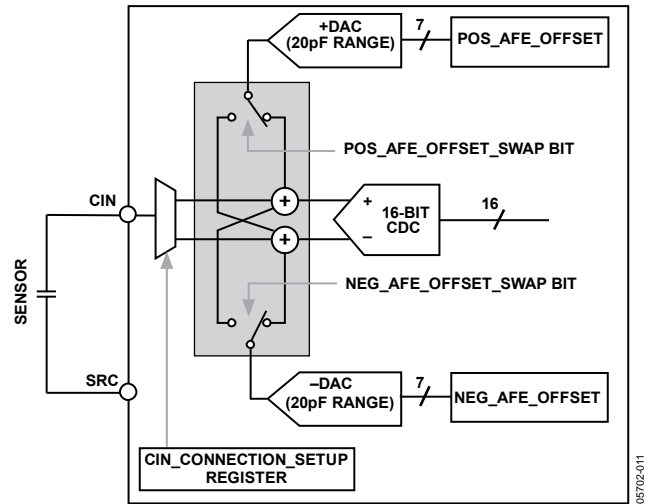 +DAC
(20pF RANGE)
7
POS_AFE_OFFSET
POS_AFE_OFFSET_SWAP BIT
CIN
+
+
16-BIT
CDC
16
+
–
NEG_AFE_OFFSET_SWAP BIT
SENSOR
SRC
–DAC
(20pF RANGE)
7
NEG_AFE_OFFSET
CIN_CONNECTION_SETUP
REGISTER
05702-011